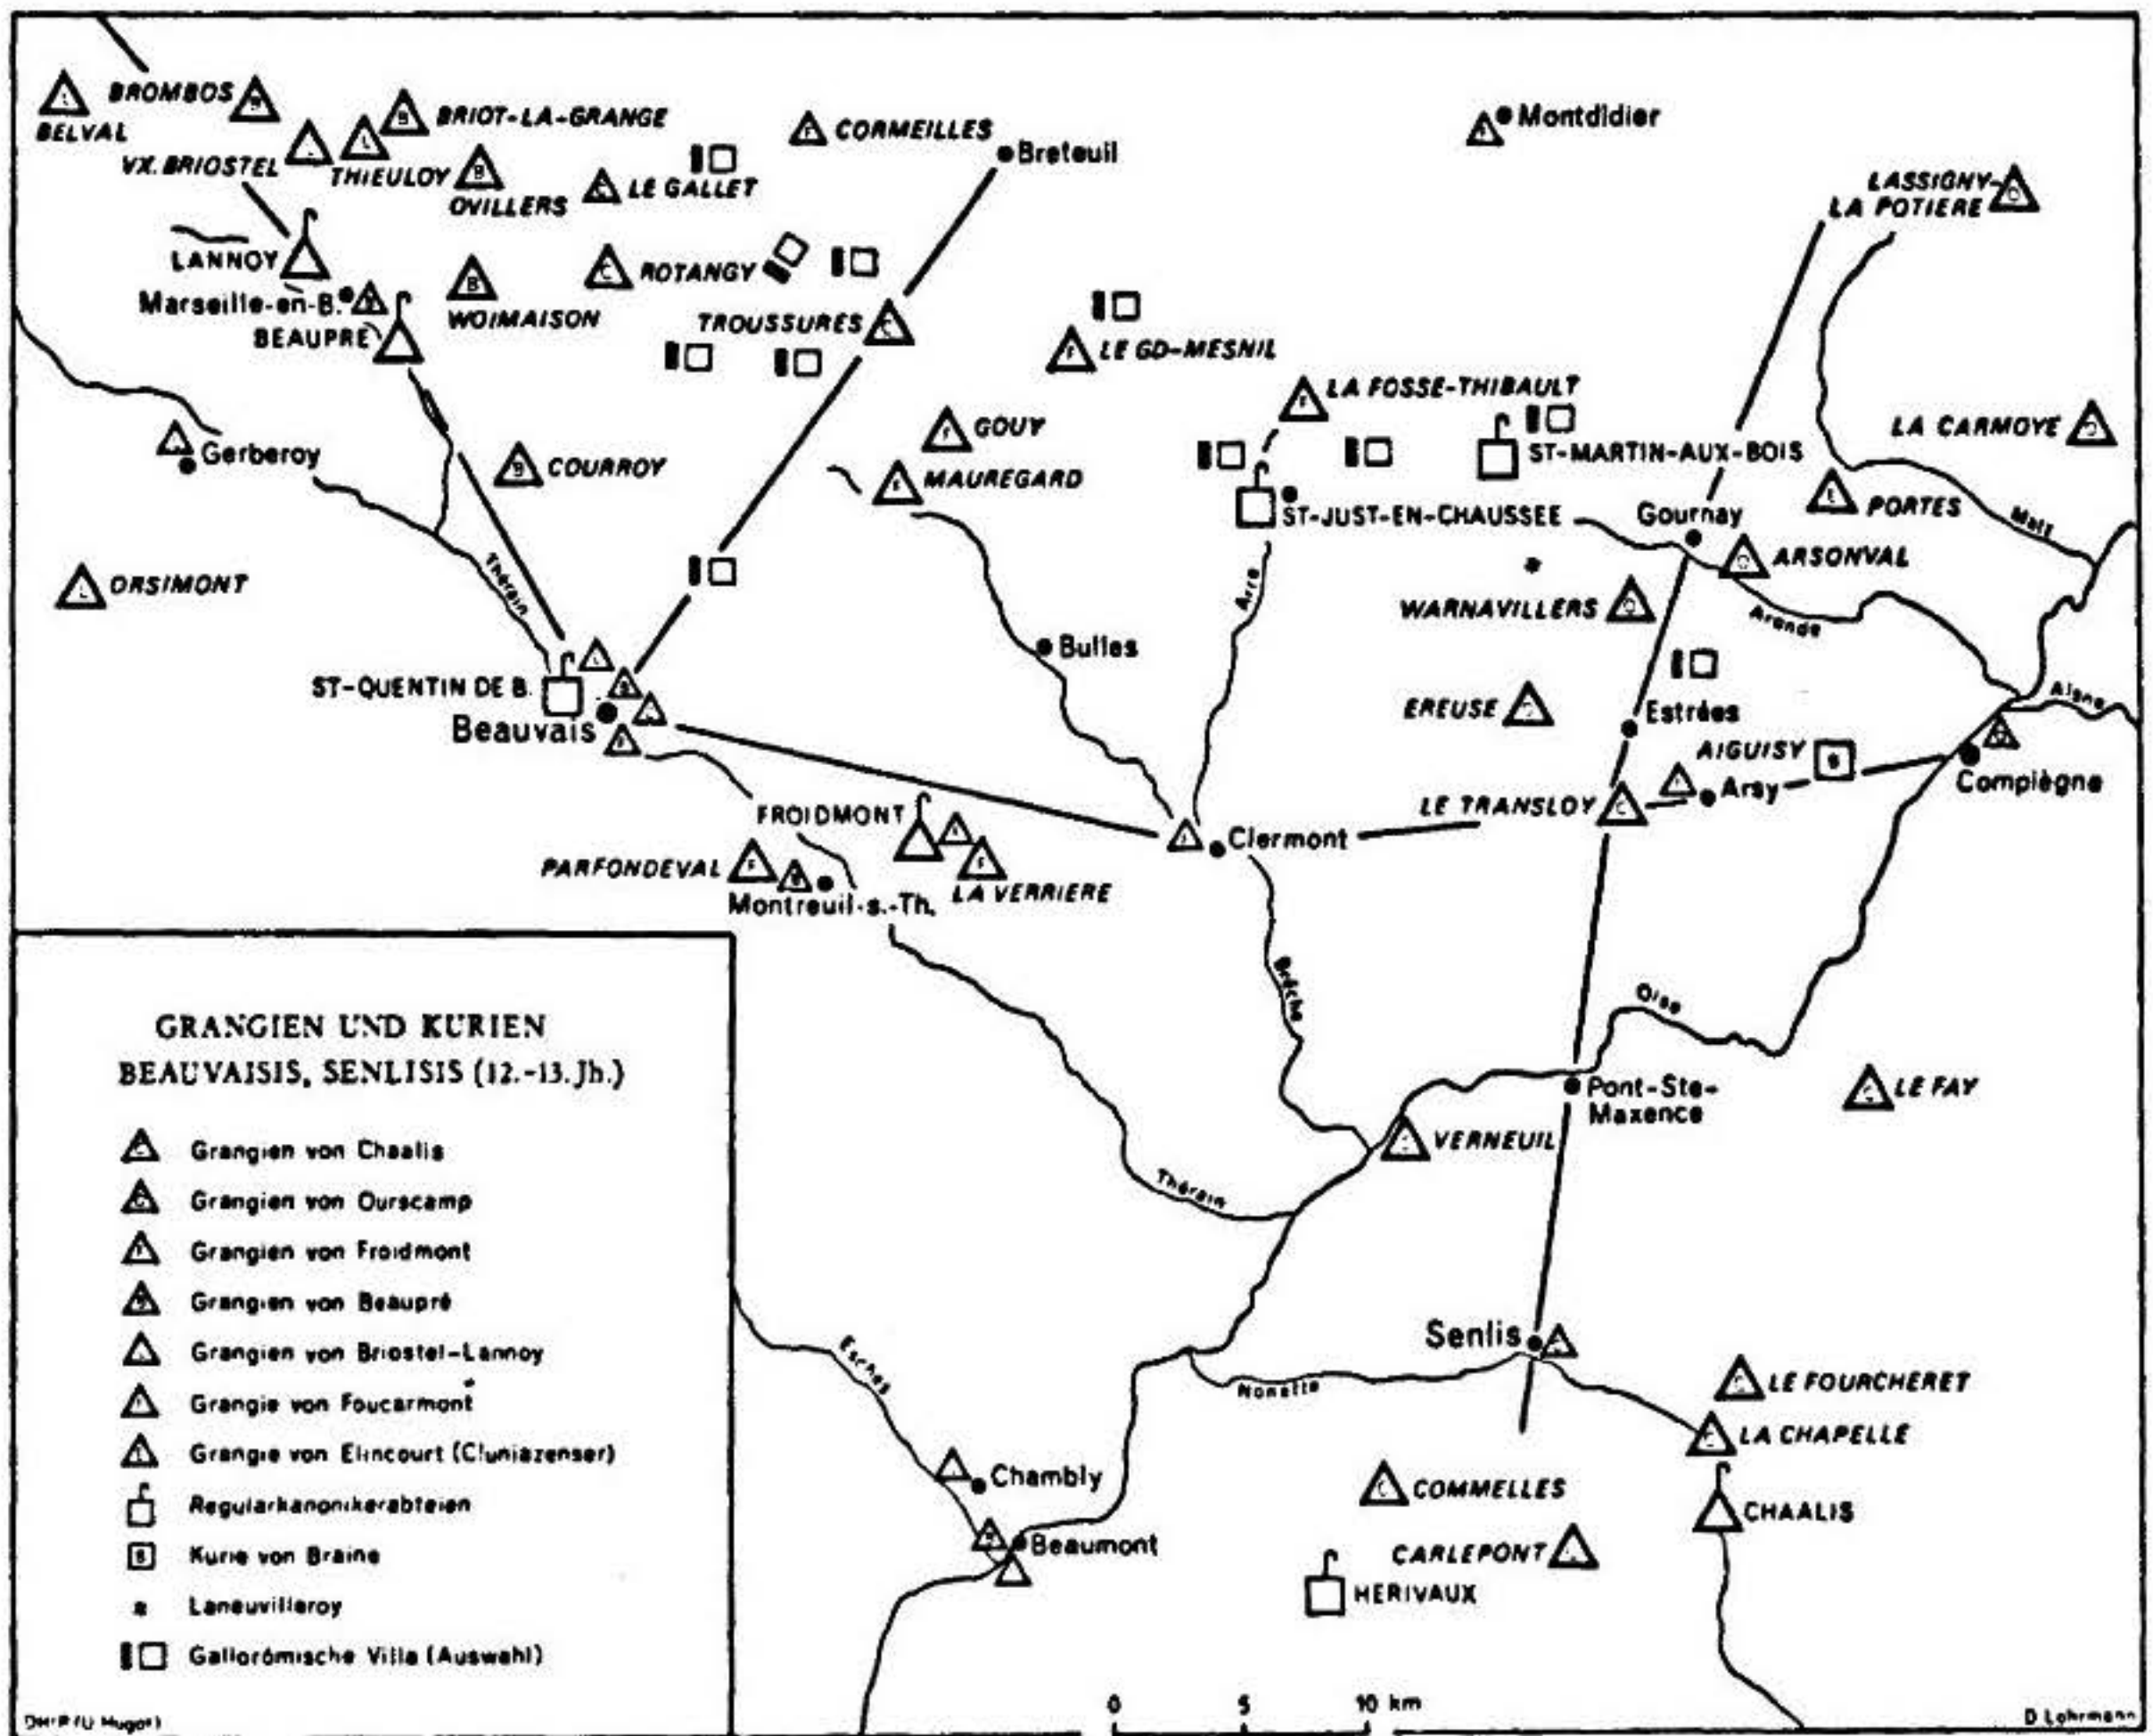 BROMBOS
BELVAL
BRIOT-LA-GRANGE
VX. BRIOSTEL
THIEULOY
OVILLERS
LE GALLET
CORMEILLES
Breteuil
Montdidier
LASSIGNY-
LA POTIERE
LANNOY
Marseille-en-B.
BEAUPRÉ
WOIMAISON
ROTANGY
TROUSSURES
LE GD-MESNIL
LA FOSSE-THIBAULT
LA CARMOYE
Gerberoy
COURROY
GOUY
MAUREGARD
ST-MARTIN-AUX-BOIS
ST-JUST-EN-CHAUSSEE
Gournay
PORTES
Matz
ORSIMONT
Thérain
Arre
*
ARSONVAL
WARNAVILLERS
Aronde
Bulles
ST-QUENTIN DE B.
Beauvais
EREUSE
Estrées
Aisne
AIGUISY
Compiègne
LE TRANSLOY
Arsy
FROIDMONT
Clermont
PARFONDEVAL
LA VERRIERE
Montreuil-s.-Th.
Brêche
Oise
Pont-Ste-
Maxence
LE FAY
VERNEUIL
Thérain
Senlis
Nonette
LE FOURCHERET
LA CHAPELLE
Esches
Chambly
COMMELLES
CHAALIS
Beaumont
CARLEPONT
HERIVAUX
GRANGIEN UND KURIEN
BEAUVAISIS, SENLISIS (12.-13.Jh.)
Grangien von Chaalis
Grangien von Ourscamp
Grangien von Froidmont
Grangien von Beaupré
Grangien von Briostel-Lannoy
Grangie von Foucarmont*
Grangie von Elincourt (Cluniazenser)
Regularkanonikerabteien
B Kurie von Braine
* Laneuvilleroy
Gallorömische Villa (Auswahl)
0 5 10 km
D Lohrmann